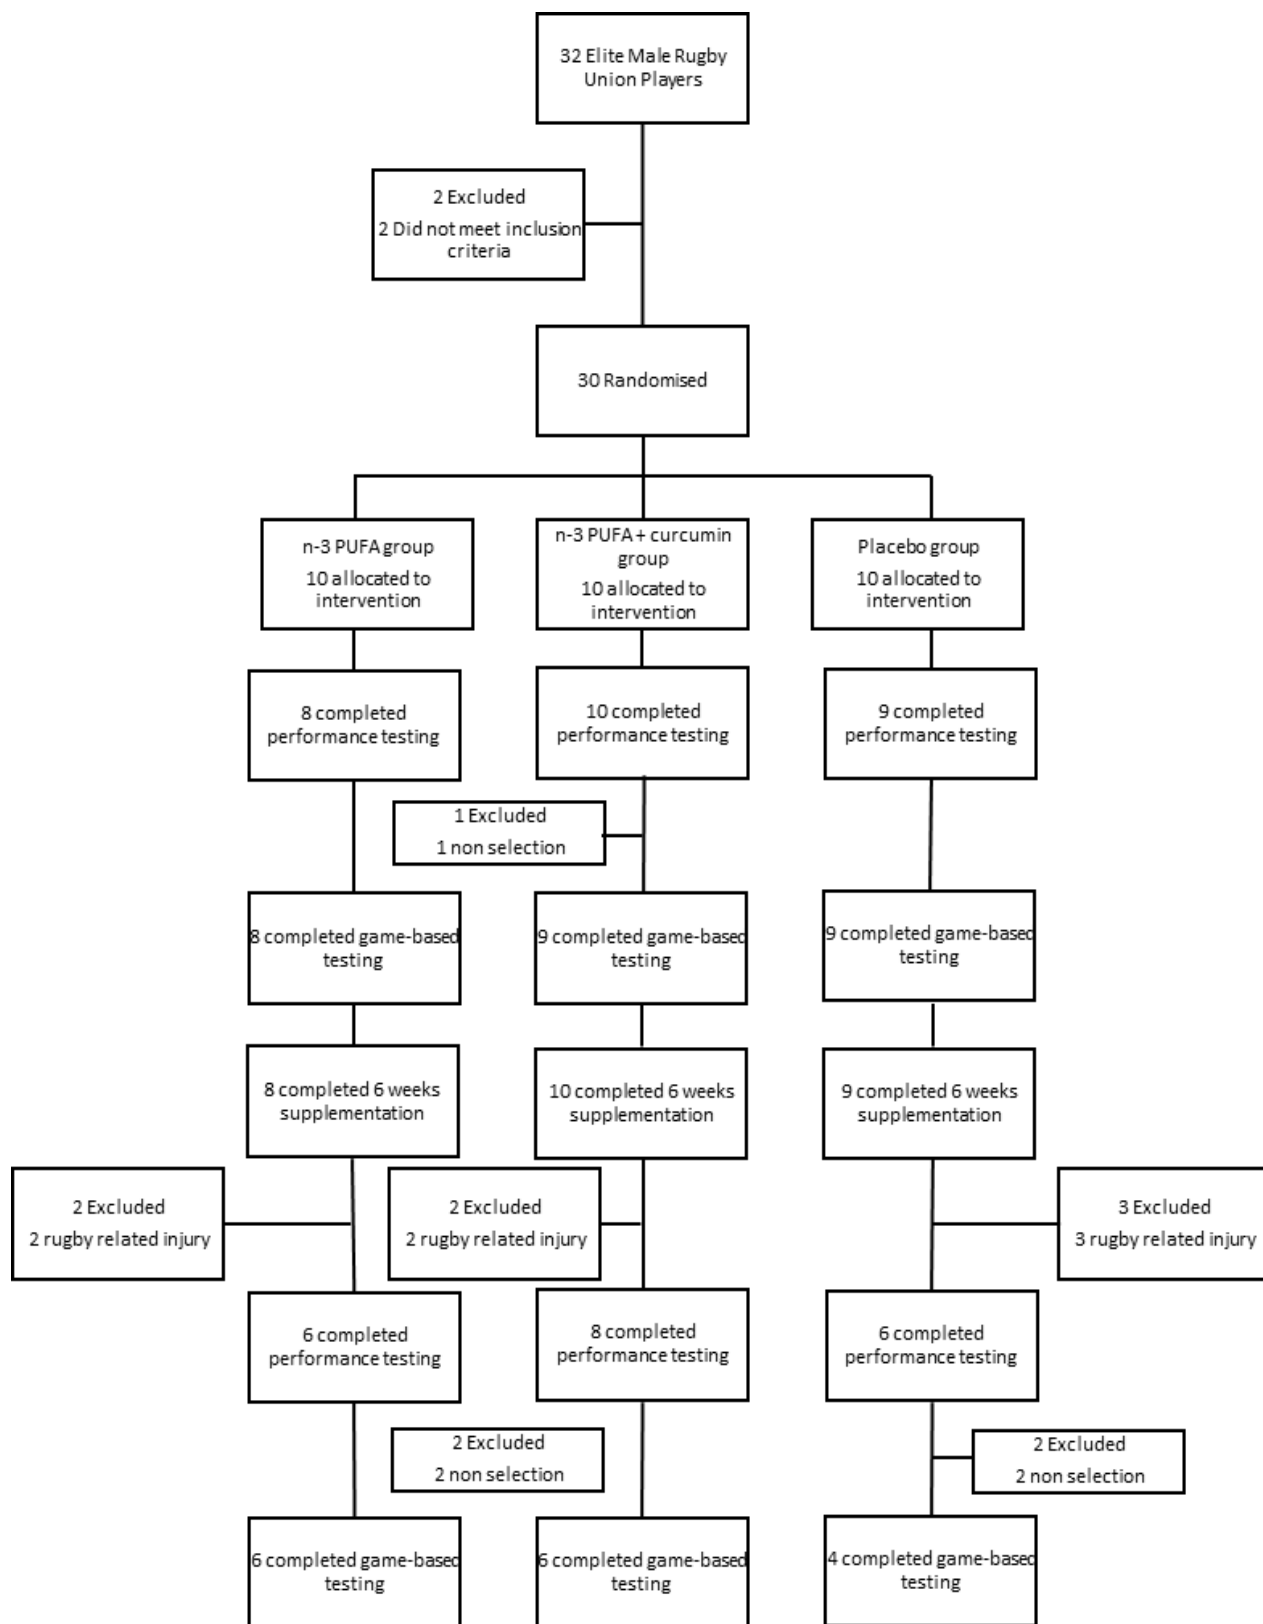 32 Elite Male Rugby
Union Players
2 Excluded
2 Did not meet inclusion
criteria
30 Randomised
n-3 PUFA group
10 allocated to
intervention
n-3 PUFA + curcumin
group
10 allocated to
intervention
Placebo group
10 allocated to
intervention
8 completed
performance testing
10 completed
performance testing
9 completed
performance testing
1 Excluded
1 non selection
8 completed game-based
testing
9 completed game-based
testing
9 completed game-based
testing
8 completed 6 weeks
supplementation
10 completed 6 weeks
supplementation
9 completed 6 weeks
supplementation
2 Excluded
2 rugby related injury
2 Excluded
2 rugby related injury
3 Excluded
3 rugby related injury
6 completed
performance testing
8 completed
performance testing
6 completed
performance testing
2 Excluded
2 non selection
2 Excluded
2 non selection
6 completed game-based
testing
6 completed game-based
testing
4 completed game-based
testing